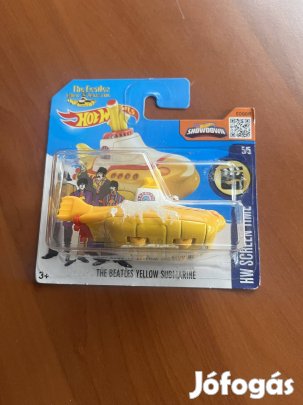 The Beatles
HOT WHEELS
SHOWDOWN
5/5
HW SCREEN TIME
THE BEATLES YELLOW SUBMARINE
3+
Jófogás